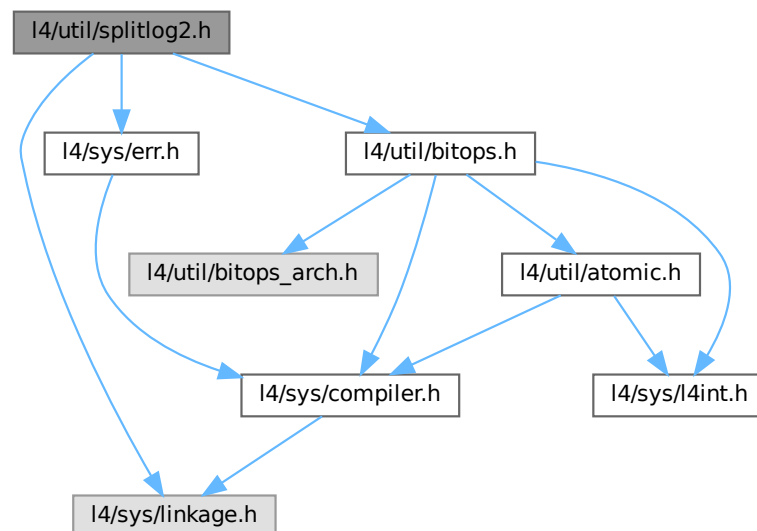 l4/util/splitlog2.h
l4/sys/err.h
l4/util/bitops.h
l4/util/bitops_arch.h
l4/util/atomic.h
l4/sys/compiler.h
l4/sys/l4int.h
l4/sys/linkage.h